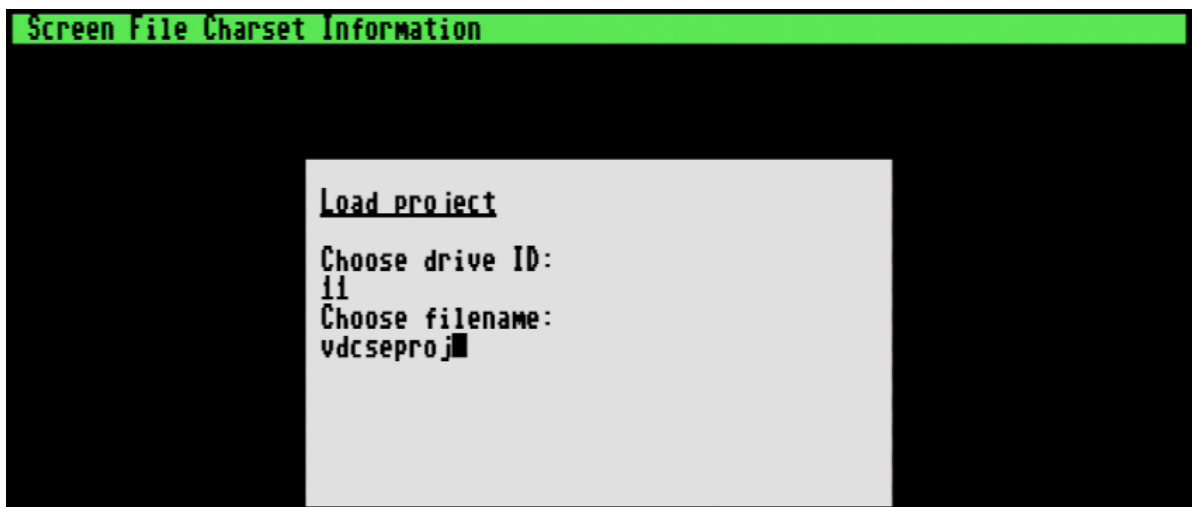 Screen File Charset Information
Load project
Choose drive ID:
11
Choose filename:
vdcseproj